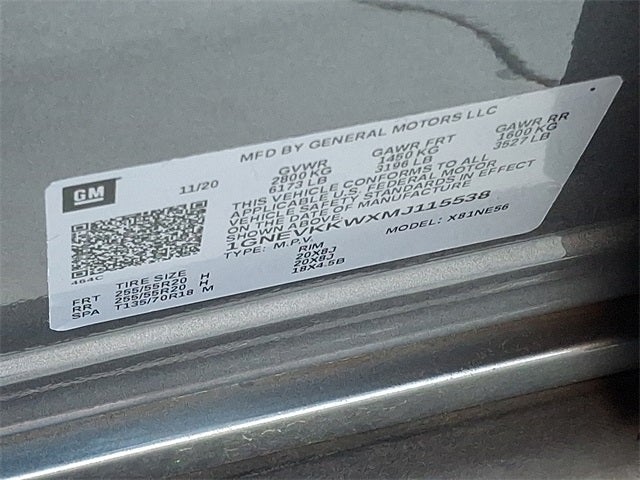 GM
11/20
MFD BY GENERAL MOTORS LLC
GVWR GAWR FRT GAWR RR
2800 KG 1450 KG 1600 KG
6173 LB 3196 LB 3527 LB
THIS VEHICLE CONFORMS TO ALL
APPLICABLE U.S. FEDERAL MOTOR
VEHICLE SAFETY STANDARDS IN EFFECT
ON THE DATE OF MANUFACTURE
SHOWN ABOVE.
1GNEVKKWXMJ115538
TYPE: M.P.V MODEL: X81NE56
464C
TIRE SIZE RIM
FRT 255/55R20 H 20X8J
RR 255/55R20 H 20X8J
SPA T135/70R18 M 18X4.5B